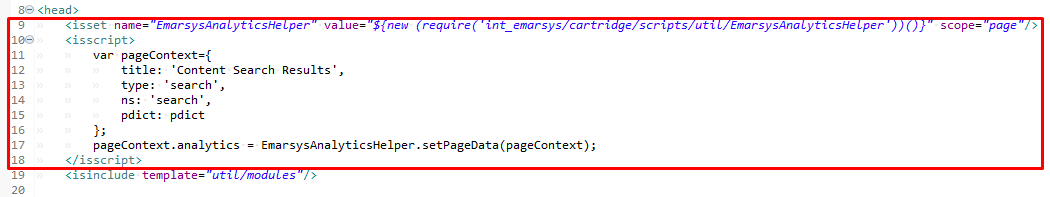 8 <head>
9 <isset name="EmarsysAnalyticsHelper" value="${new (require('int_emarsys/cartridge/scripts/util/EmarsysAnalyticsHelper'))()}" scope="page"/>
10 <isscript>
11 var pageContext={
12 title: 'Content Search Results',
13 type: 'search',
14 ns: 'search',
15 pdict: pdict
16 };
17 pageContext.analytics = EmarsysAnalyticsHelper.setPageData(pageContext);
18 </isscript>
19 <isinclude template="util/modules"/>
20